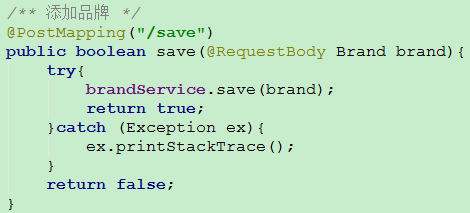 /** 添加品牌 */
@PostMapping("/save")
public boolean save(@RequestBody Brand brand){
    try{
        brandService.save(brand);
        return true;
    }catch (Exception ex){
        ex.printStackTrace();
    }
    return false;
}